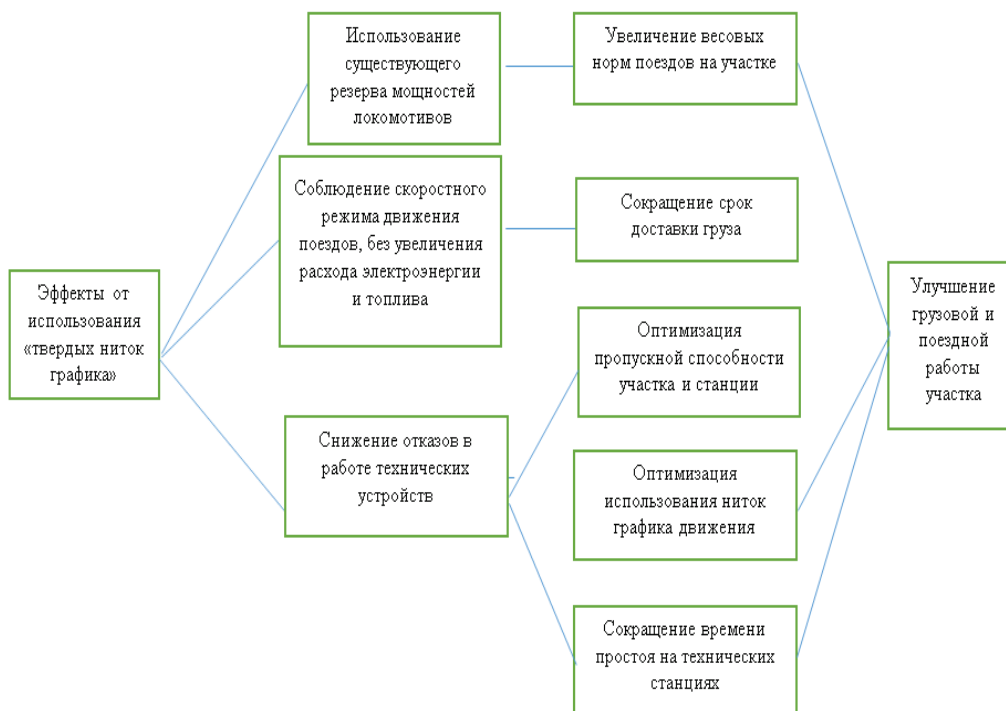 Эффекты от
использования
«твердых ниток
графика»
Использование
существующего
резерва мощностей
локомотивов
Соблюдение скоростного
режима движения
поездов, без увеличения
расхода электроэнергии
и топлива
Снижение отказов в
работе технических
устройств
Увеличение весовых
норм поездов на участке
Сокращение срок
доставки груза
Оптимизация
пропускной способности
участка и станции
Оптимизация
использования ниток
графика движения
Сокращение времени
простоя на технических
станциях
Улучшение
грузовой и
поездной
работы
участка